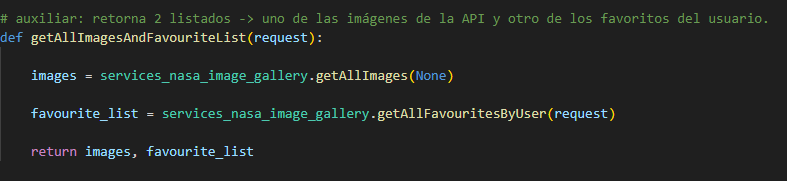 # auxiliar: retorna 2 listados -> uno de las imágenes de la API y otro de los favoritos del usuario.
def getAllImagesAndFavouriteList(request):
images = services_nasa_image_gallery.getAllImages(None)
favourite_list = services_nasa_image_gallery.getAllFavouritesByUser(request)
return images, favourite_list